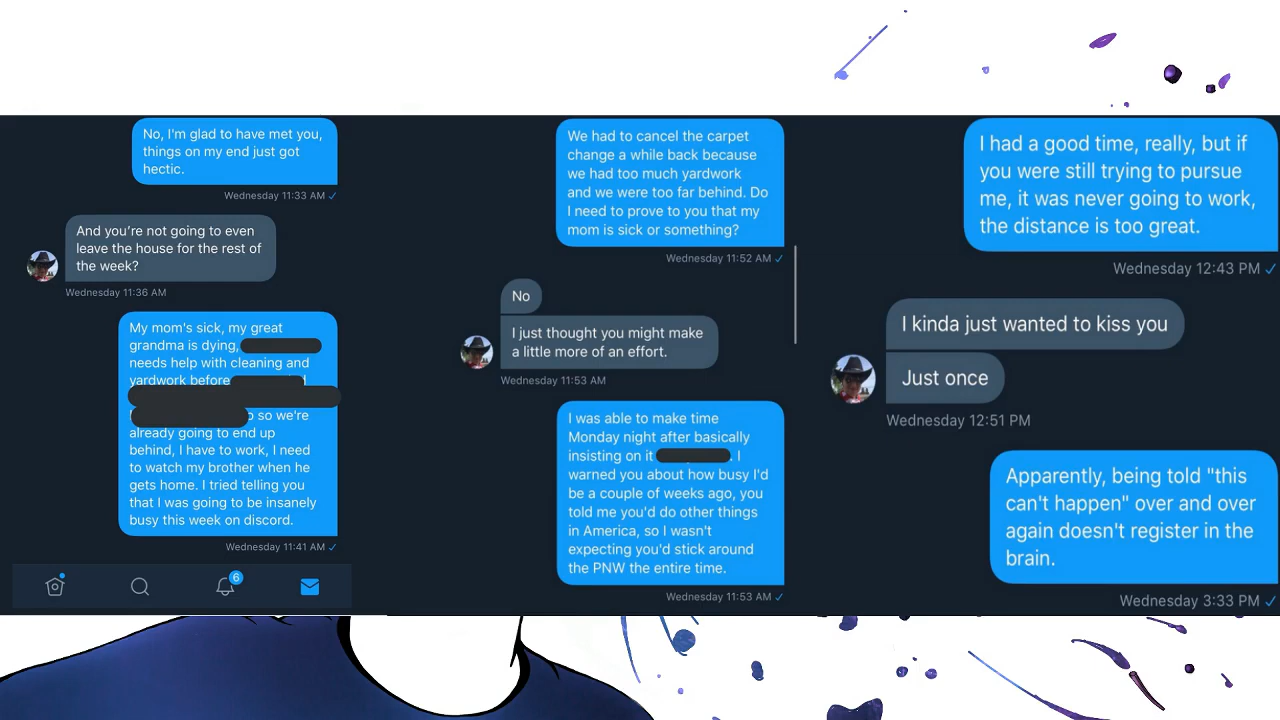 No, I'm glad to have met you,
things on my end just got
hectic.
Wednesday 11:33 AM
And you're not going to even
leave the house for the rest of
the week?
Wednesday 11:36 AM
My mom's sick, my great
grandma is dying,
needs help with cleaning and
yardwork before
so we're
already going to end up
behind, I have to work, I need
to watch my brother when he
gets home. I tried telling you
that I was going to be insanely
busy this week on discord.
Wednesday 11:41 AM
6
We had to cancel the carpet
change a while back because
we had too much yardwork
and we were too far behind. Do
I need to prove to you that my
mom is sick or something?
Wednesday 11:52 AM
No
I just thought you might make
a little more of an effort.
Wednesday 11:53 AM
I was able to make time
Monday night after basically
insisting on it . I
warned you about how busy I'd
be a couple of weeks ago, you
told me you'd do other things
in America, so I wasn't
expecting you'd stick around
the PNW the entire time.
Wednesday 11:53 AM
I had a good time, really, but if
you were still trying to pursue
me, it was never going to work,
the distance is too great.
Wednesday 12:43 PM
I kinda just wanted to kiss you
Just once
Wednesday 12:51 PM
Apparently, being told "this
can't happen" over and over
again doesn't register in the
brain.
Wednesday 3:33 PM